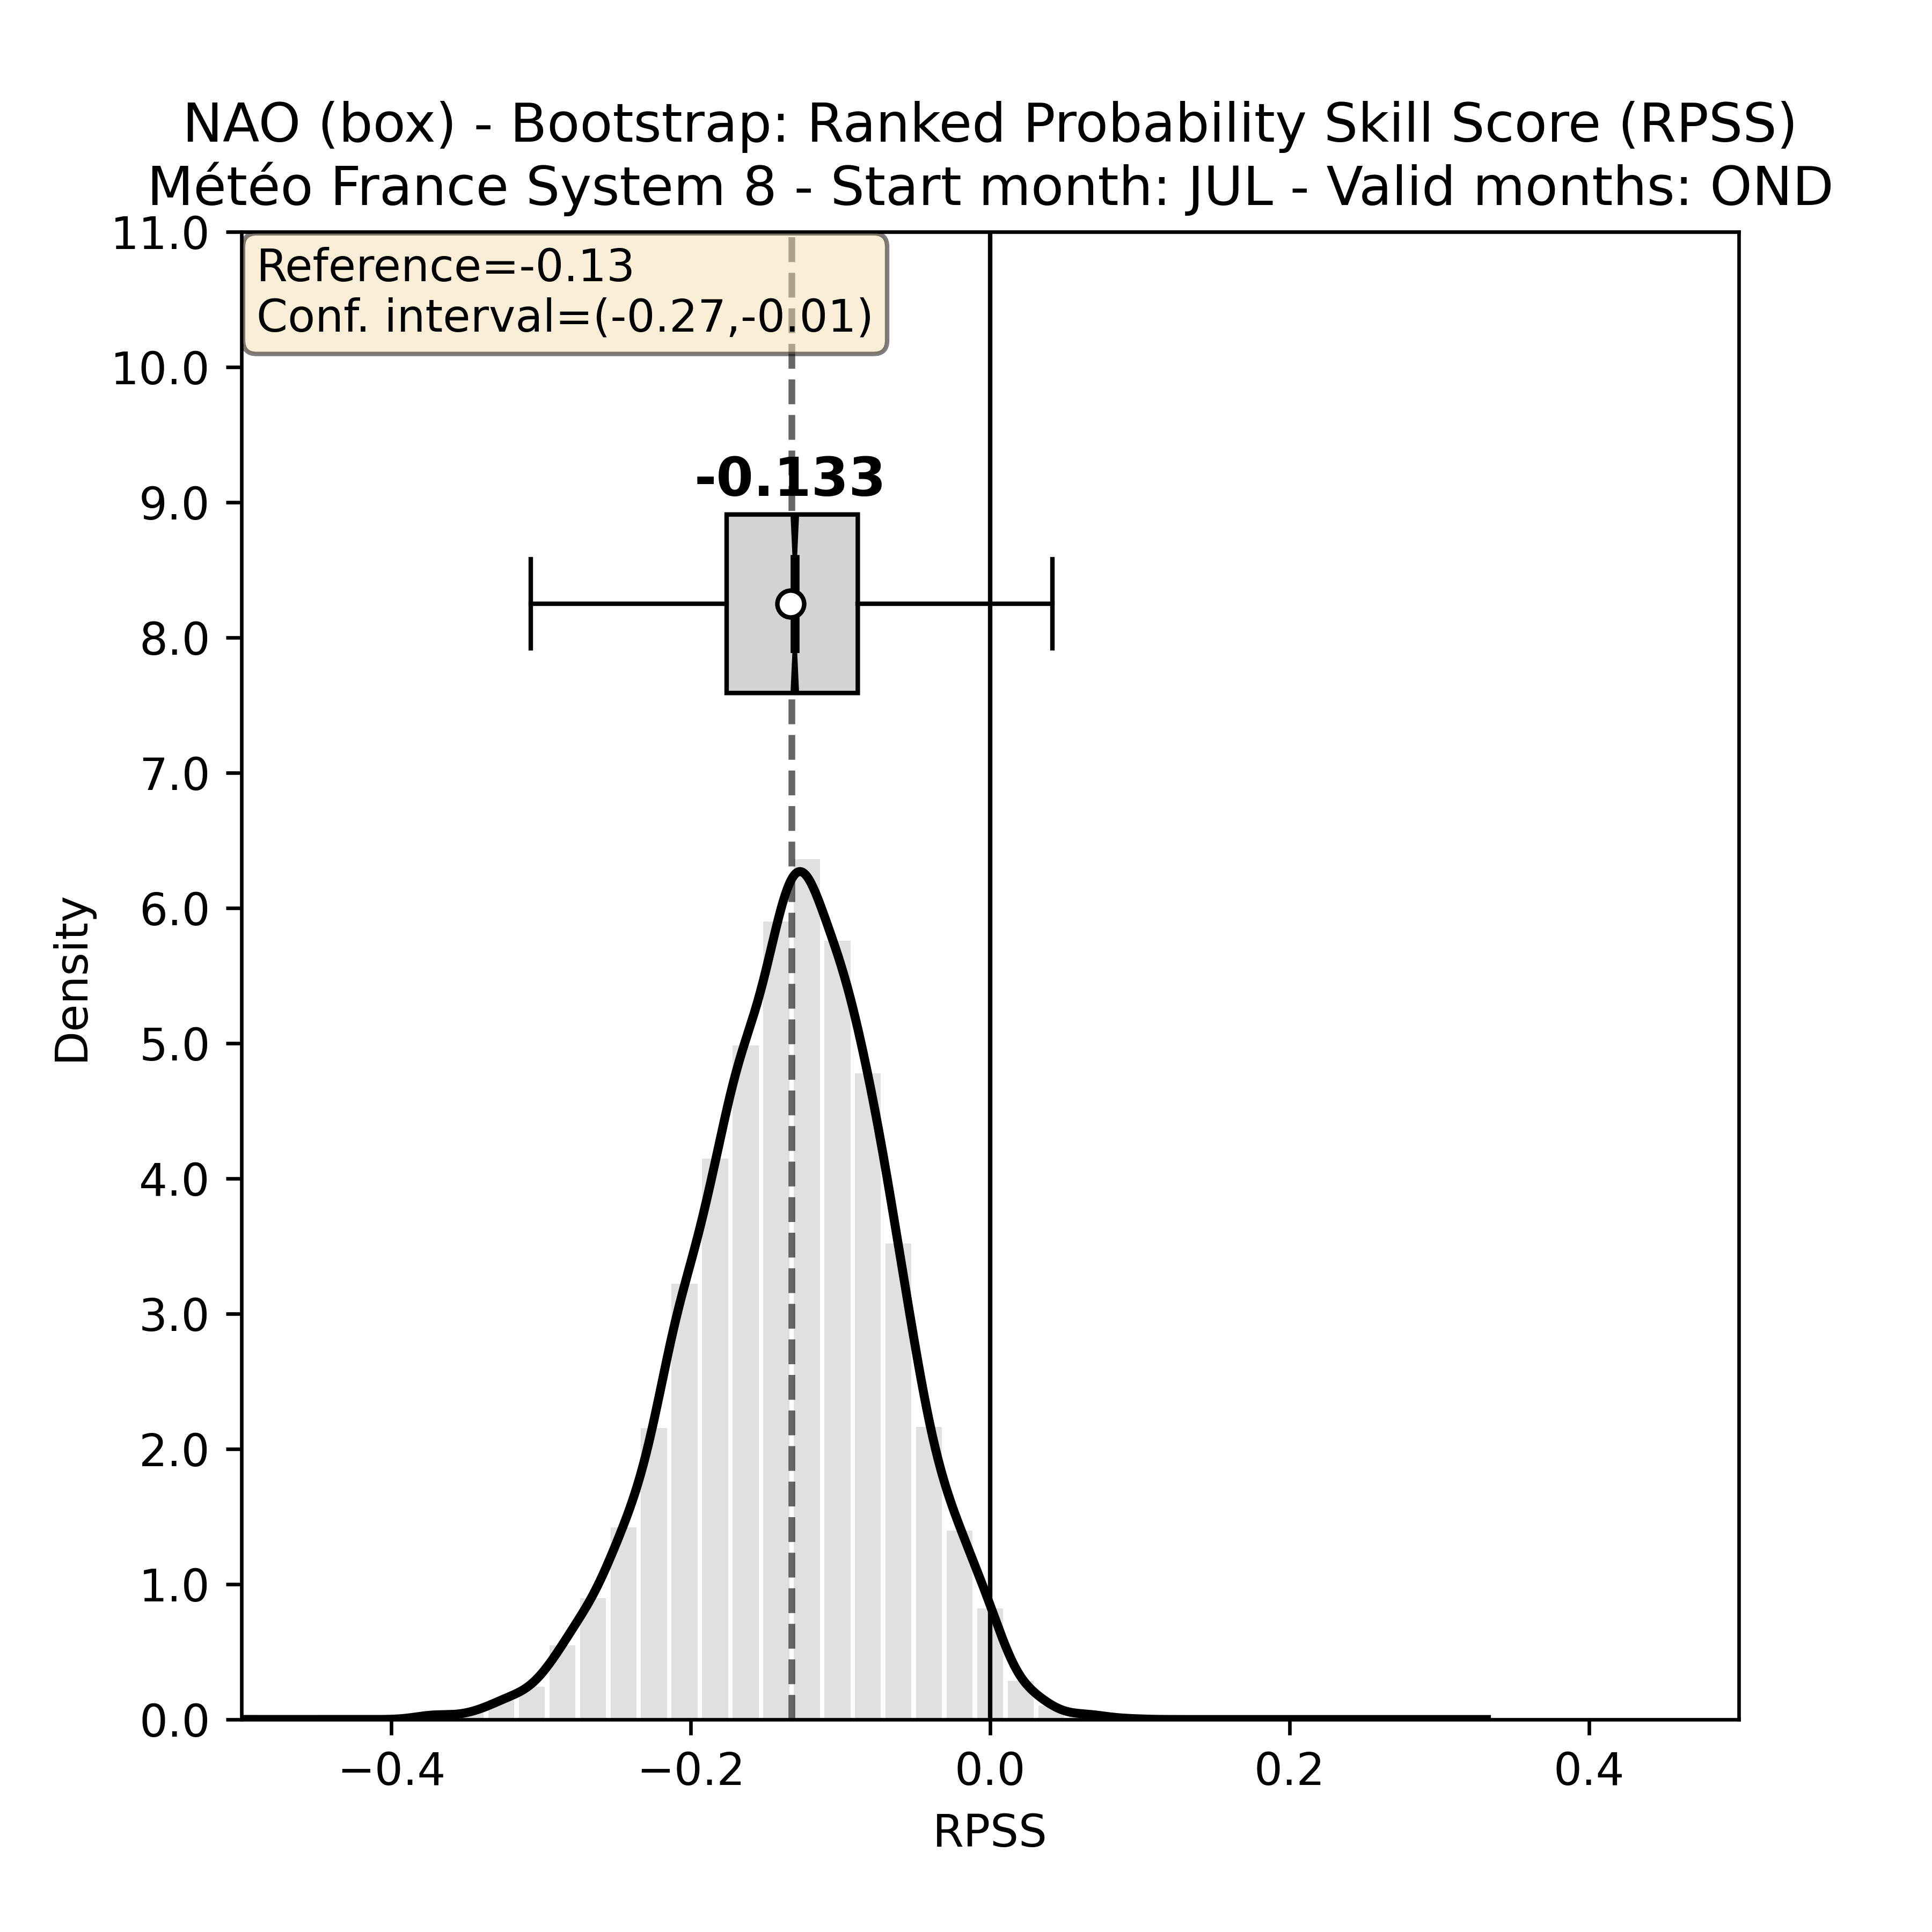 NAO (box) - Bootstrap: Ranked Probability Skill Score (RPSS)
Météo France System 8 - Start month: JUL - Valid months: OND
Reference=-0.13
Conf. interval=(-0.27,-0.01)
-0.133
11.0
10.0
9.0
8.0
7.0
6.0
5.0
4.0
3.0
2.0
1.0
0.0
Density
−0.4 −0.2 0.0 0.2 0.4
RPSS